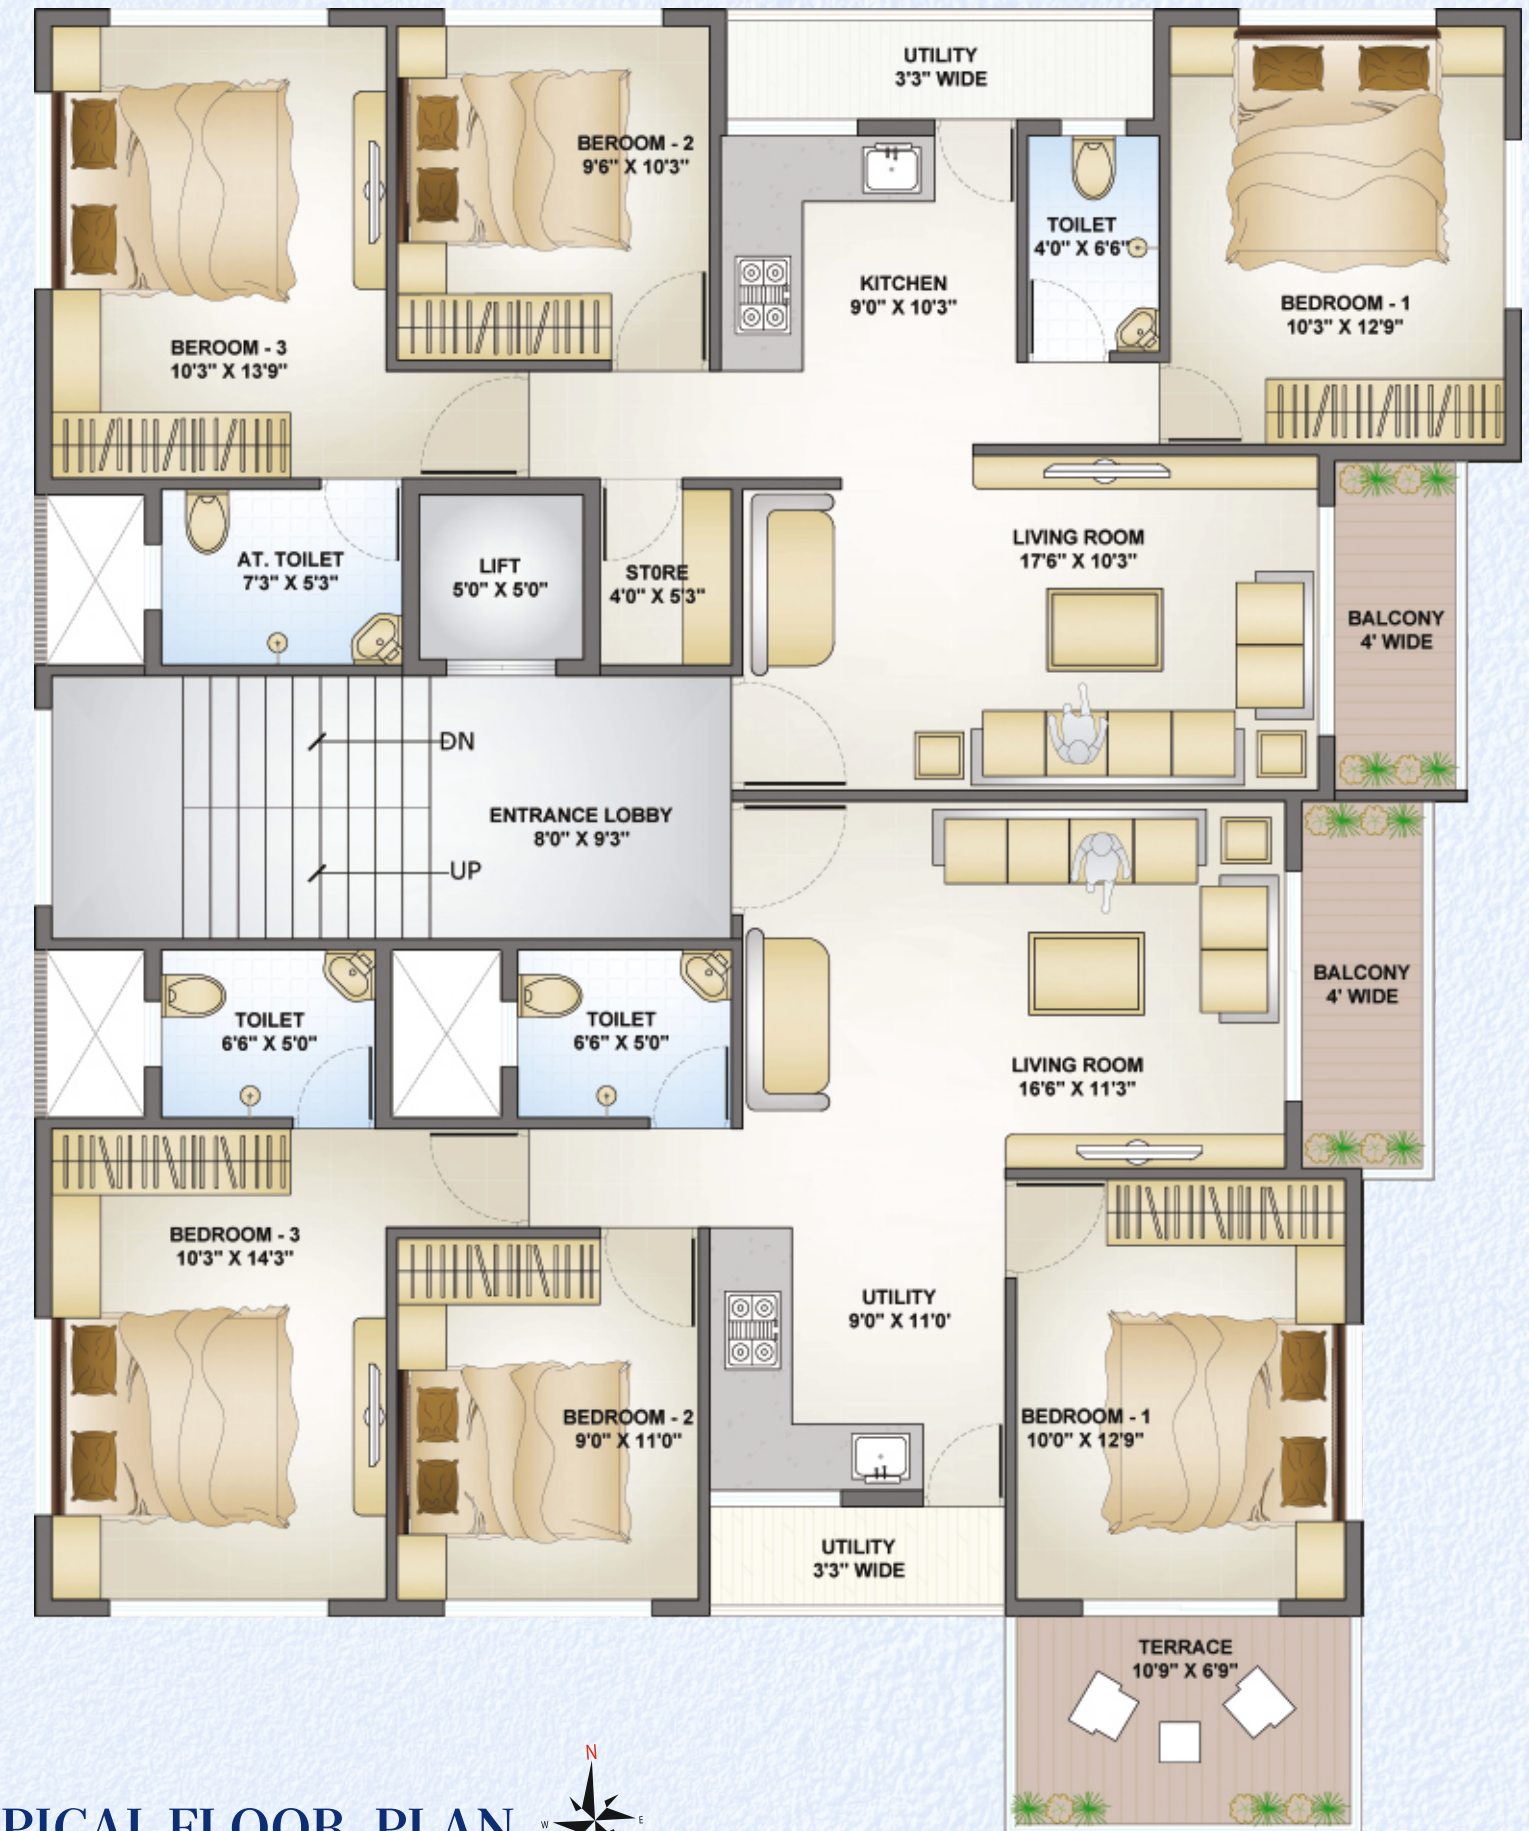 UTILITY
3'3" WIDE
BEROOM - 2
9'6" X 10'3"
TOILET
4'0" X 6'6"
KITCHEN
9'0" X 10'3"
BEDROOM - 1
10'3" X 12'9"
BEROOM - 3
10'3" X 13'9"
AT. TOILET
7'3" X 5'3"
LIFT
5'0" X 5'0"
ST0RE
4'0" X 5'3"
LIVING ROOM
17'6" X 10'3"
BALCONY
4' WIDE
DN
ENTRANCE LOBBY
8'0" X 9'3"
UP
BALCONY
4' WIDE
TOILET
6'6" X 5'0"
TOILET
6'6" X 5'0"
LIVING ROOM
16'6" X 11'3"
BEDROOM - 3
10'3" X 14'3"
UTILITY
9'0" X 11'0'
BEDROOM - 2
9'0" X 11'0"
BEDROOM - 1
10'0" X 12'9"
UTILITY
3'3" WIDE
TERRACE
10'9" X 6'9"
N
W
E
PICAL FLOOR PLAN